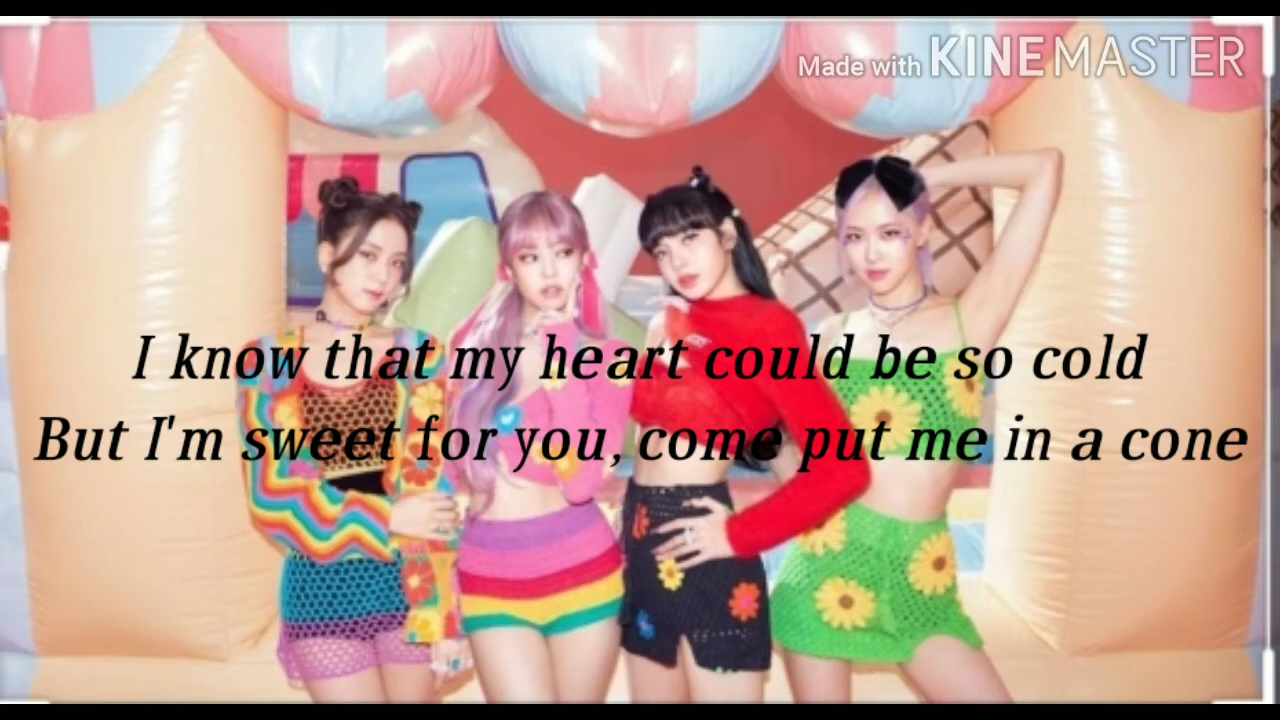 Made with KINEMASTER
I know that my heart could be so cold
But I'm sweet for you, come put me in a cone